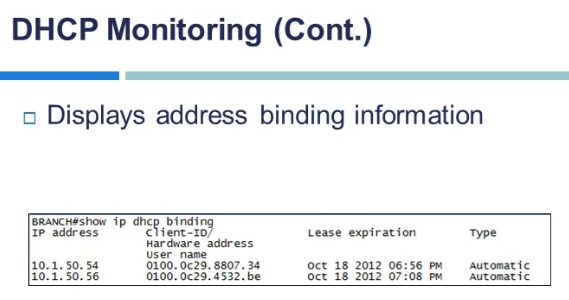 DHCP Monitoring (Cont.)
Displays address binding information
BRANCH#show ip dhcp binding
IP address Client-ID/ Lease expiration Type
Hardware address
User name
10.1.50.54 0100.0c29.8807.34 Oct 18 2012 06:56 PM Automatic
10.1.50.56 0100.0c29.4532.be Oct 18 2012 07:08 PM Automatic